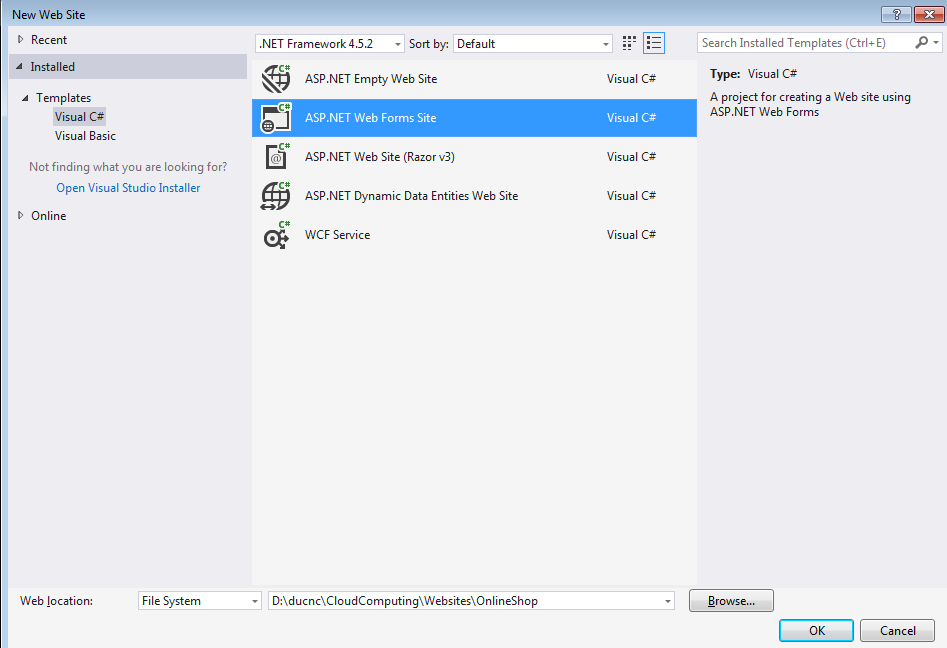 New Web Site
?
Recent
Installed
Templates
Visual C#
Visual Basic
Not finding what you are looking for?
Open Visual Studio Installer
Online
.NET Framework 4.5.2
Sort by:
Default
C# ASP.NET Empty Web Site Visual C#
C# ASP.NET Web Forms Site Visual C#
C# @ ASP.NET Web Site (Razor v3) Visual C#
C# ASP.NET Dynamic Data Entities Web Site Visual C#
C# WCF Service Visual C#
Search Installed Templates (Ctrl+E)
Type: Visual C#
A project for creating a Web site using
ASP.NET Web Forms
Web location:
File System
D:\ducnc\CloudComputing\Websites\OnlineShop
Browse...
OK
Cancel